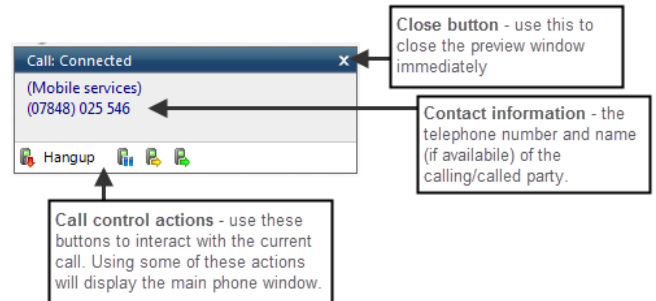 Close button - use this to
close the preview window
immediately
Call: Connected
(Mobile services)
(07848) 025 546
Contact information - the
telephone number and name
(if availabile) of the
calling/called party.
Hangup
Call control actions - use these
buttons to interact with the current
call. Using some of these actions
will display the main phone window.